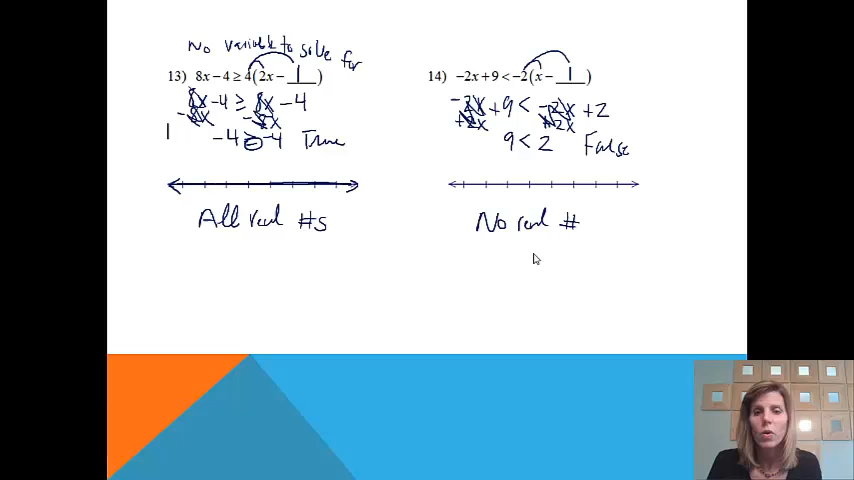 No variable to solve for
13) 8x − 4 ≥ 4(2x − 1)
8x − 4 ≥ 8x − 4
−8x −8x
1
−4 ≥ −4 True
All real #s
14) −2x + 9 < −2(x − 1)
−2x + 9 < −2x + 2
+2x +2x
9 < 2 False
No real #